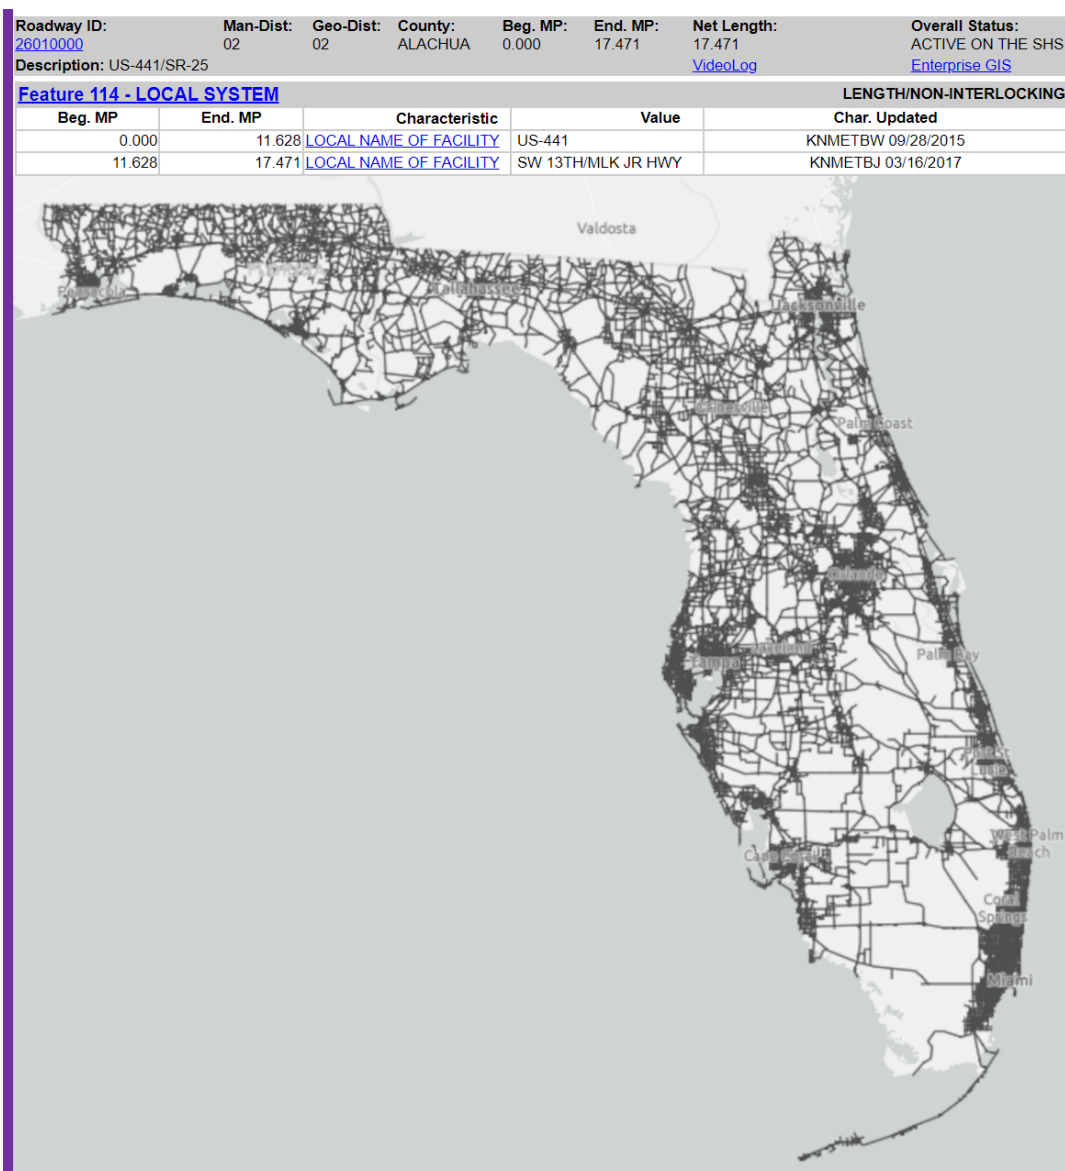 Roadway ID: Man-Dist: Geo-Dist: County: Beg. MP: End. MP: Net Length: Overall Status:
26010000 02 02 ALACHUA 0.000 17.471 17.471 ACTIVE ON THE SHS
Description: US-441/SR-25 VideoLog Enterprise GIS
Feature 114 - LOCAL SYSTEM LENGTH/NON-INTERLOCKING
Beg. MP End. MP Characteristic Value Char. Updated
0.000 11.628 LOCAL NAME OF FACILITY US-441 KNMETBW 09/28/2015
11.628 17.471 LOCAL NAME OF FACILITY SW 13TH/MLK JR HWY KNMETBJ 03/16/2017
Valdosta
Pensacola
Tallahassee
Jacksonville
Gainesville
Palm Coast
Orlando
Lakeland
Tampa
Palm Bay
Port St
Lucie
West Palm
Beach
Cape Coral
Coral
Springs
Miami